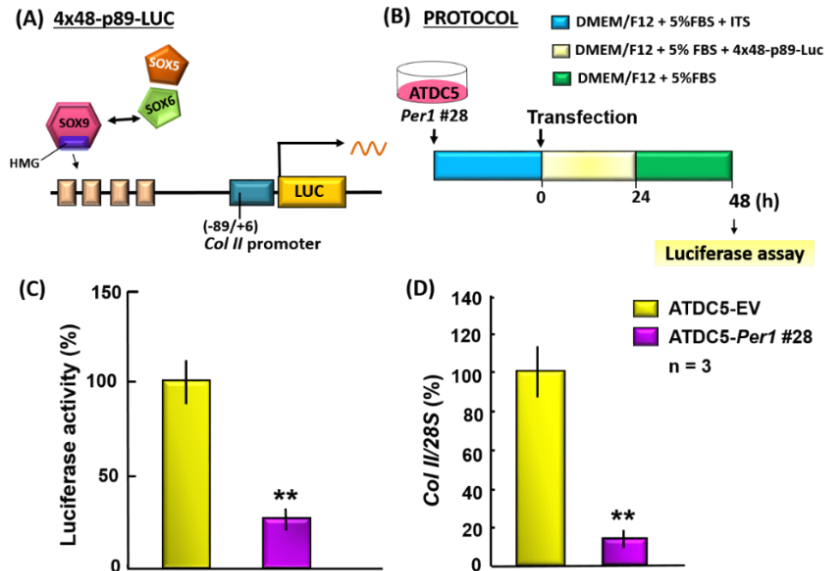 (A) 4x48-p89-LUC
SOX5
SOX6
SOX9
HMG
LUC
(-89/+6)
Col II promoter
(B) PROTOCOL
DMEM/F12 + 5%FBS + ITS
DMEM/F12 + 5% FBS + 4x48-p89-Luc
DMEM/F12 + 5%FBS
ATDC5
Per1 #28
Transfection
0 24 48 (h)
Luciferase assay
(C)
Luciferase activity (%)
150
100
50
0
**
(D)
Col II/28S (%)
140
120
100
80
60
40
20
0
**
ATDC5-EV
ATDC5-Per1 #28
n = 3